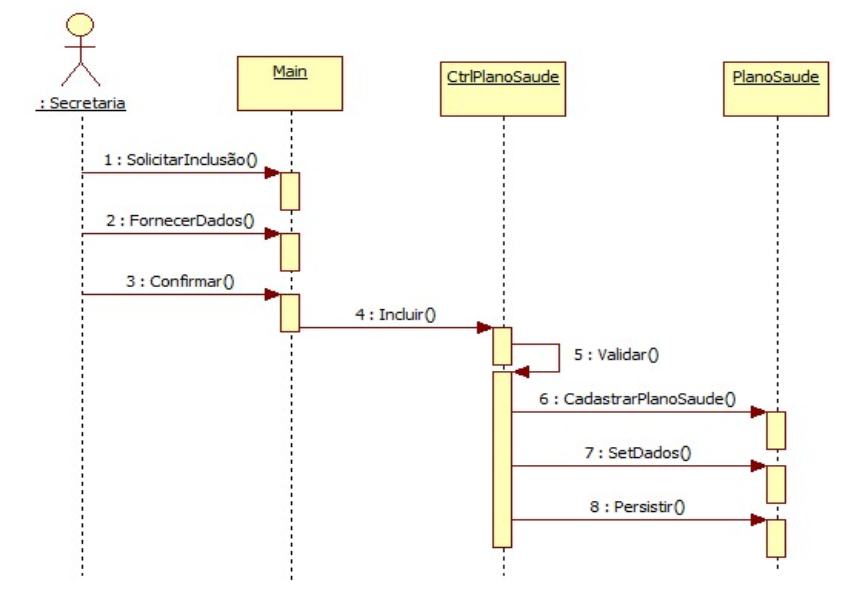 Main
CtrlPlanoSaude
PlanoSaude
: Secretaria
1 : SolicitarInclusão()
2 : FornecerDados()
3 : Confirmar()
4 : Incluir()
5 : Validar()
6 : CadastrarPlanoSaude()
7 : SetDados()
8 : Persistir()